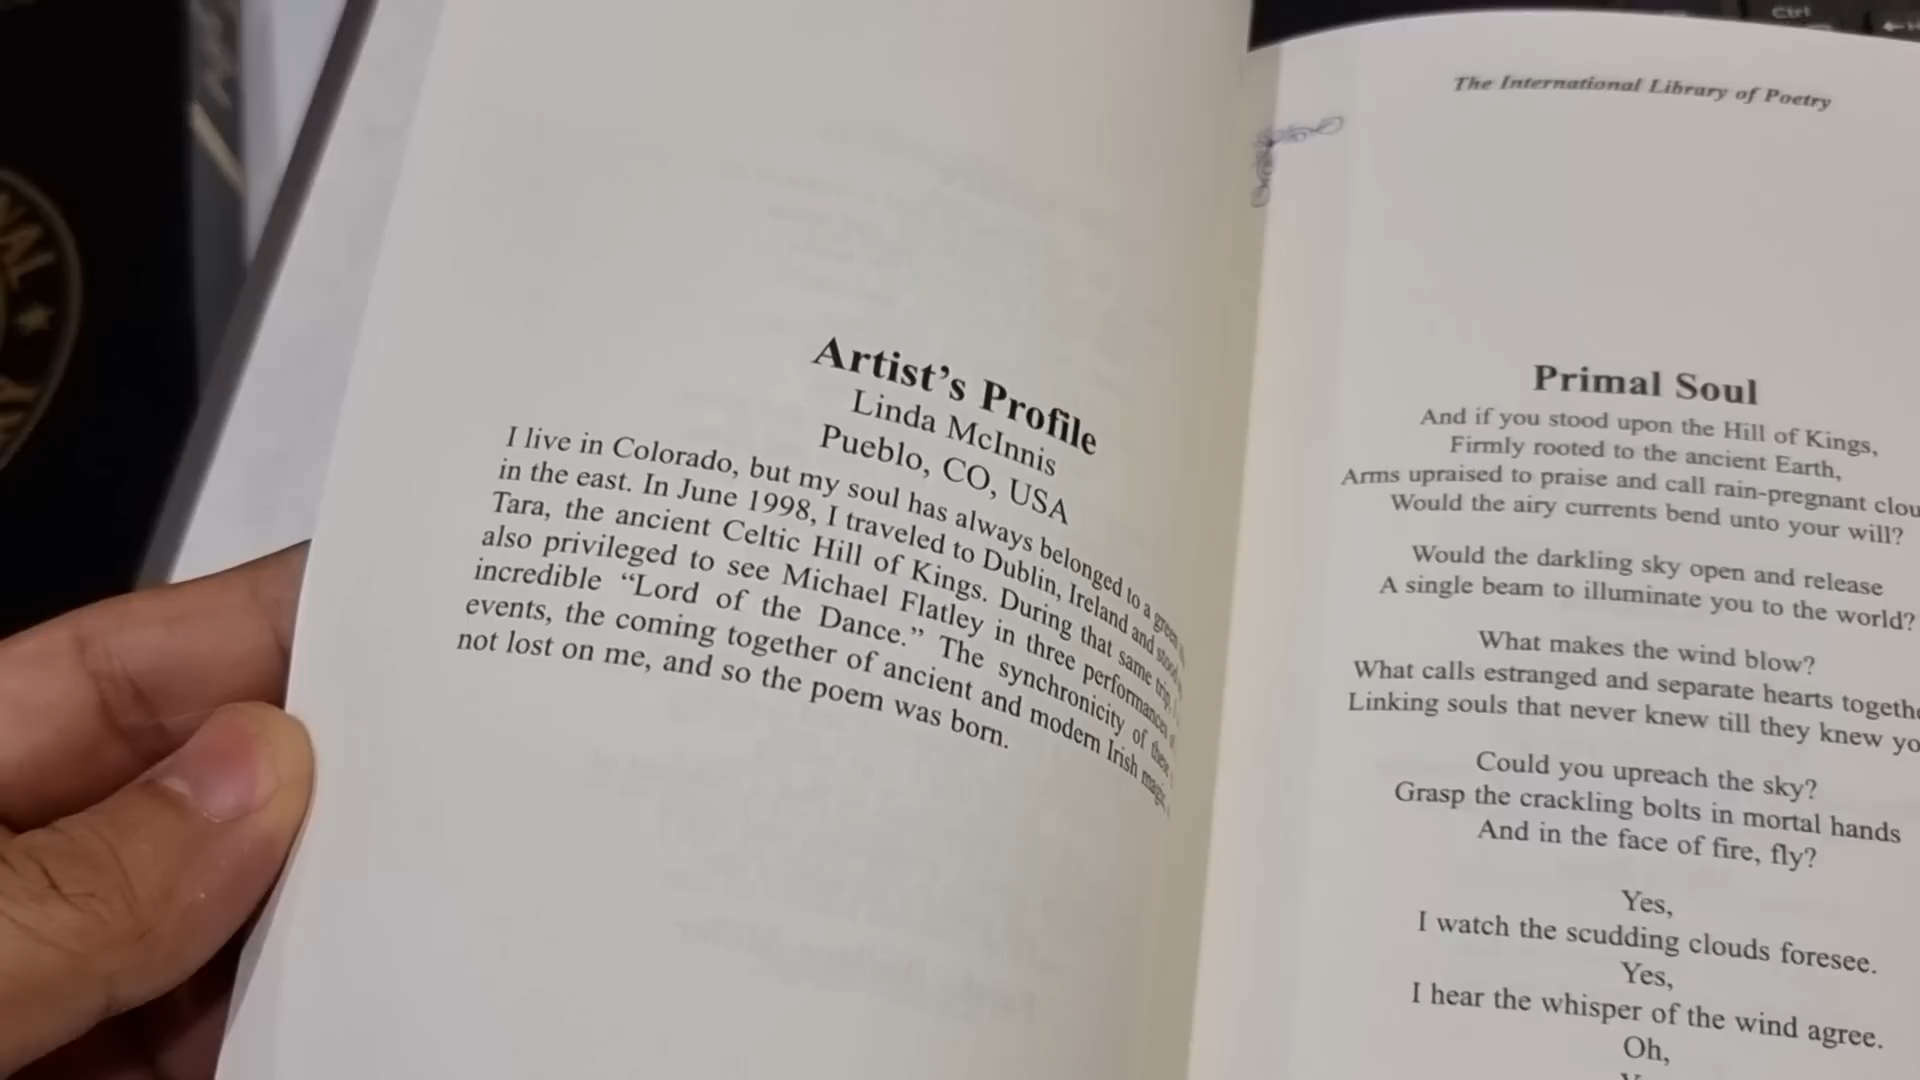 Ctrl
NAL
Artist's Profile
Linda McInnis
Pueblo, CO, USA
I live in Colorado, but my soul has always belonged to a green
in the east. In June 1998, I traveled to Dublin, Ireland and stood
Tara, the ancient Celtic Hill of Kings. During that same trip,
also privileged to see Michael Flatley in three performances
incredible “Lord of the Dance.” The synchronicity of these
events, the coming together of ancient and modern Irish magic,
not lost on me, and so the poem was born.
The International Library of Poetry
Primal Soul
And if you stood upon the Hill of Kings,
Firmly rooted to the ancient Earth,
Arms upraised to praise and call rain-pregnant clou
Would the airy currents bend unto your will?
Would the darkling sky open and release
A single beam to illuminate you to the world?
What makes the wind blow?
What calls estranged and separate hearts togethe
Linking souls that never knew till they knew yo
Could you upreach the sky?
Grasp the crackling bolts in mortal hands
And in the face of fire, fly?
Yes,
I watch the scudding clouds foresee.
Yes,
I hear the whisper of the wind agree.
Oh,